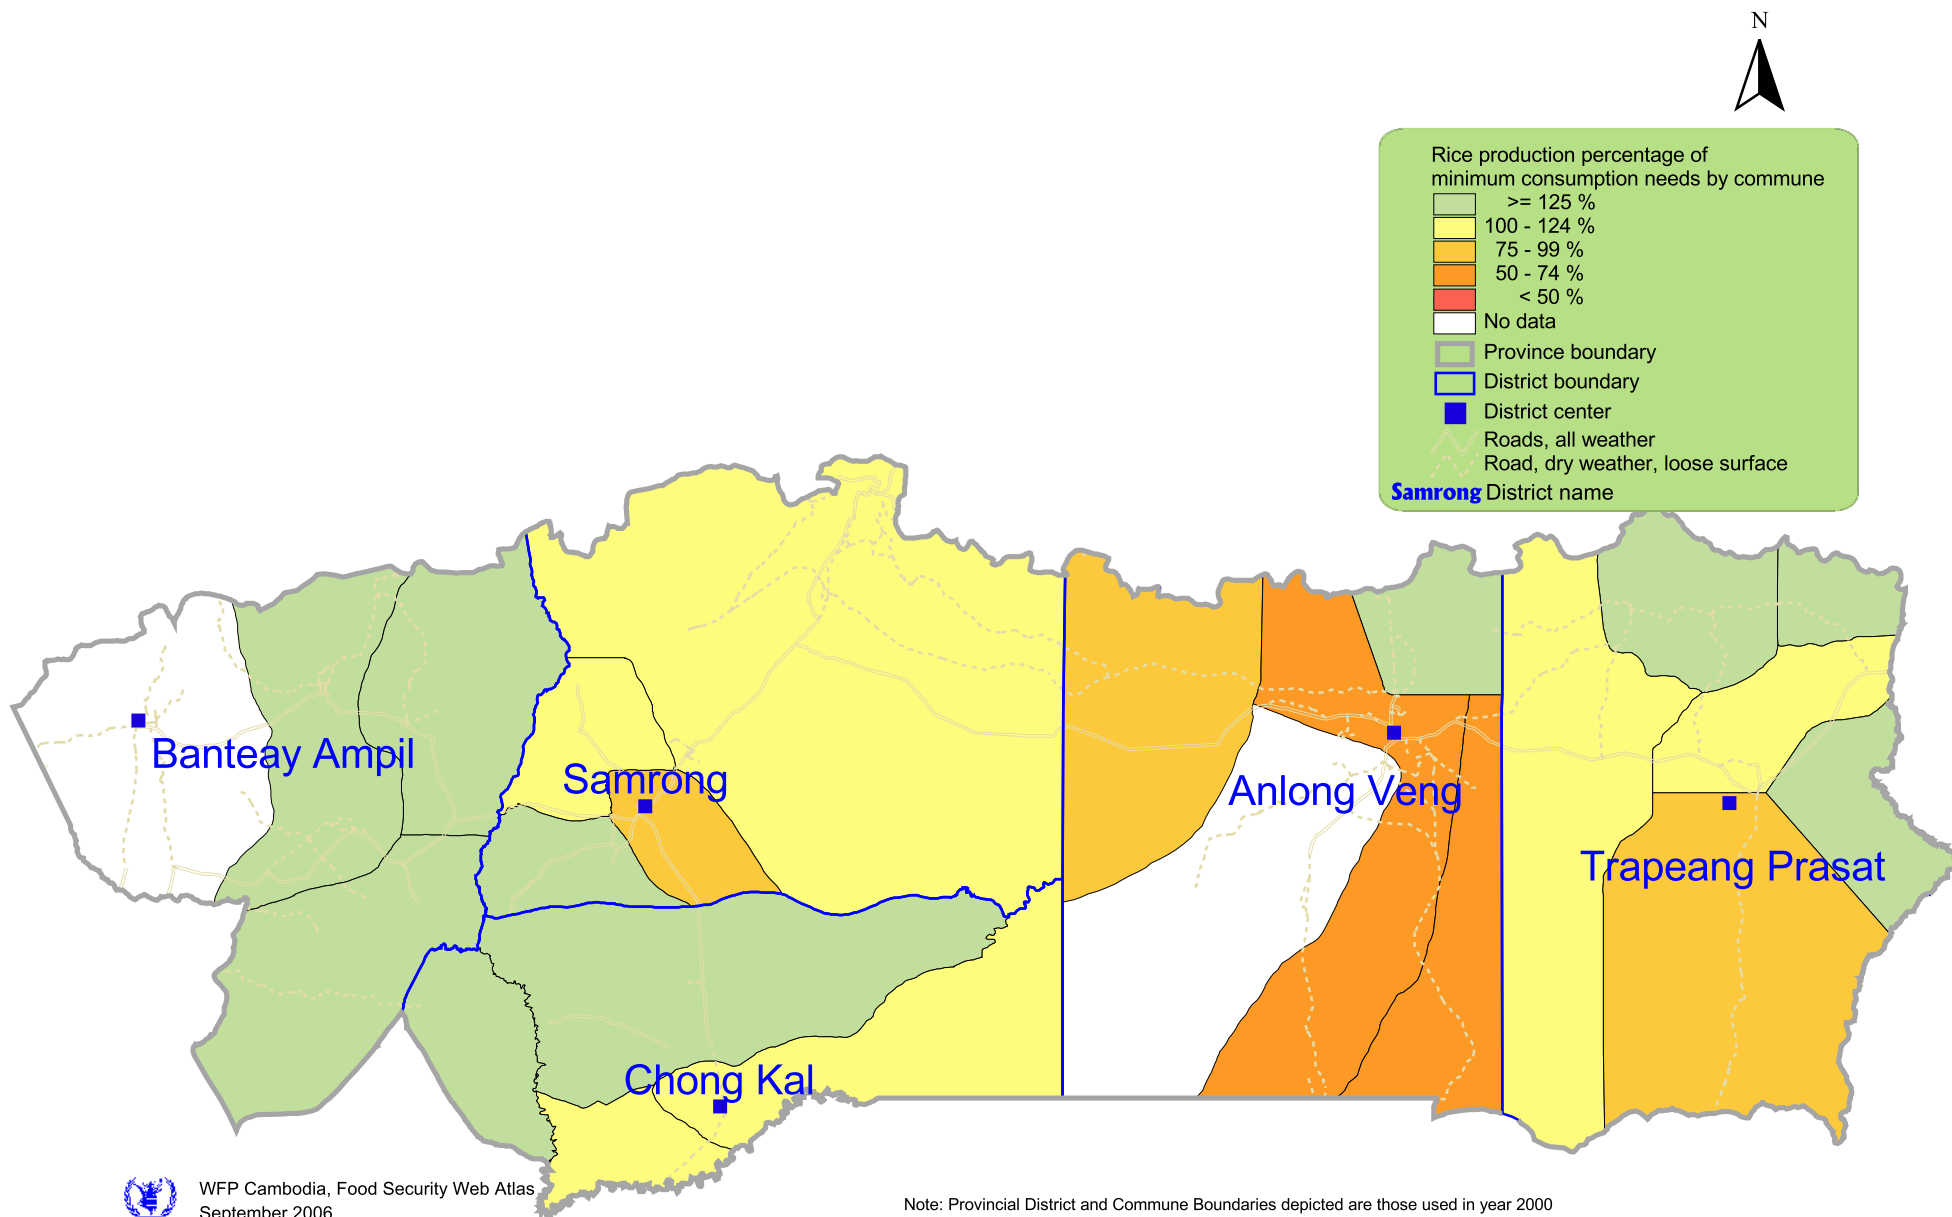 N
Rice production percentage of
minimum consumption needs by commune
>= 125 %
100 - 124 %
75 - 99 %
50 - 74 %
< 50 %
No data
Province boundary
District boundary
District center
Roads, all weather
Road, dry weather, loose surface
Samrong District name
Banteay Ampil
Samrong
Anlong Veng
Trapeang Prasat
Chong Kal
WFP Cambodia, Food Security Web Atlas
September 2006
Note: Provincial District and Commune Boundaries depicted are those used in year 2000